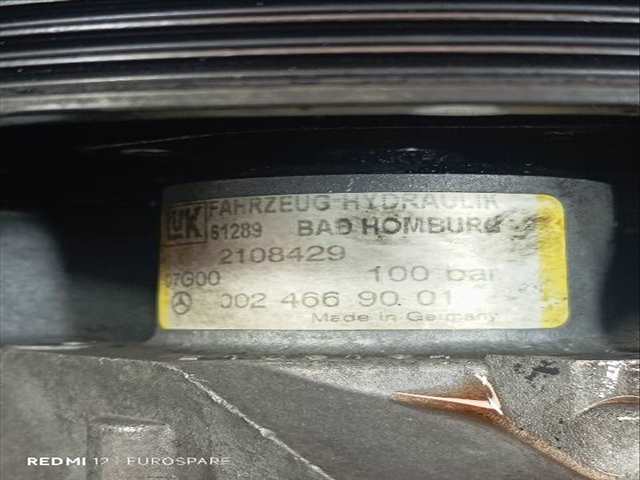 LuK FAHRZEUG HYDRAULIK
61289 BAD HOMBURG
2108429
07G00 100 bar
002 466 90 01
Made in Germany
REDMI 12 EUROSPARE